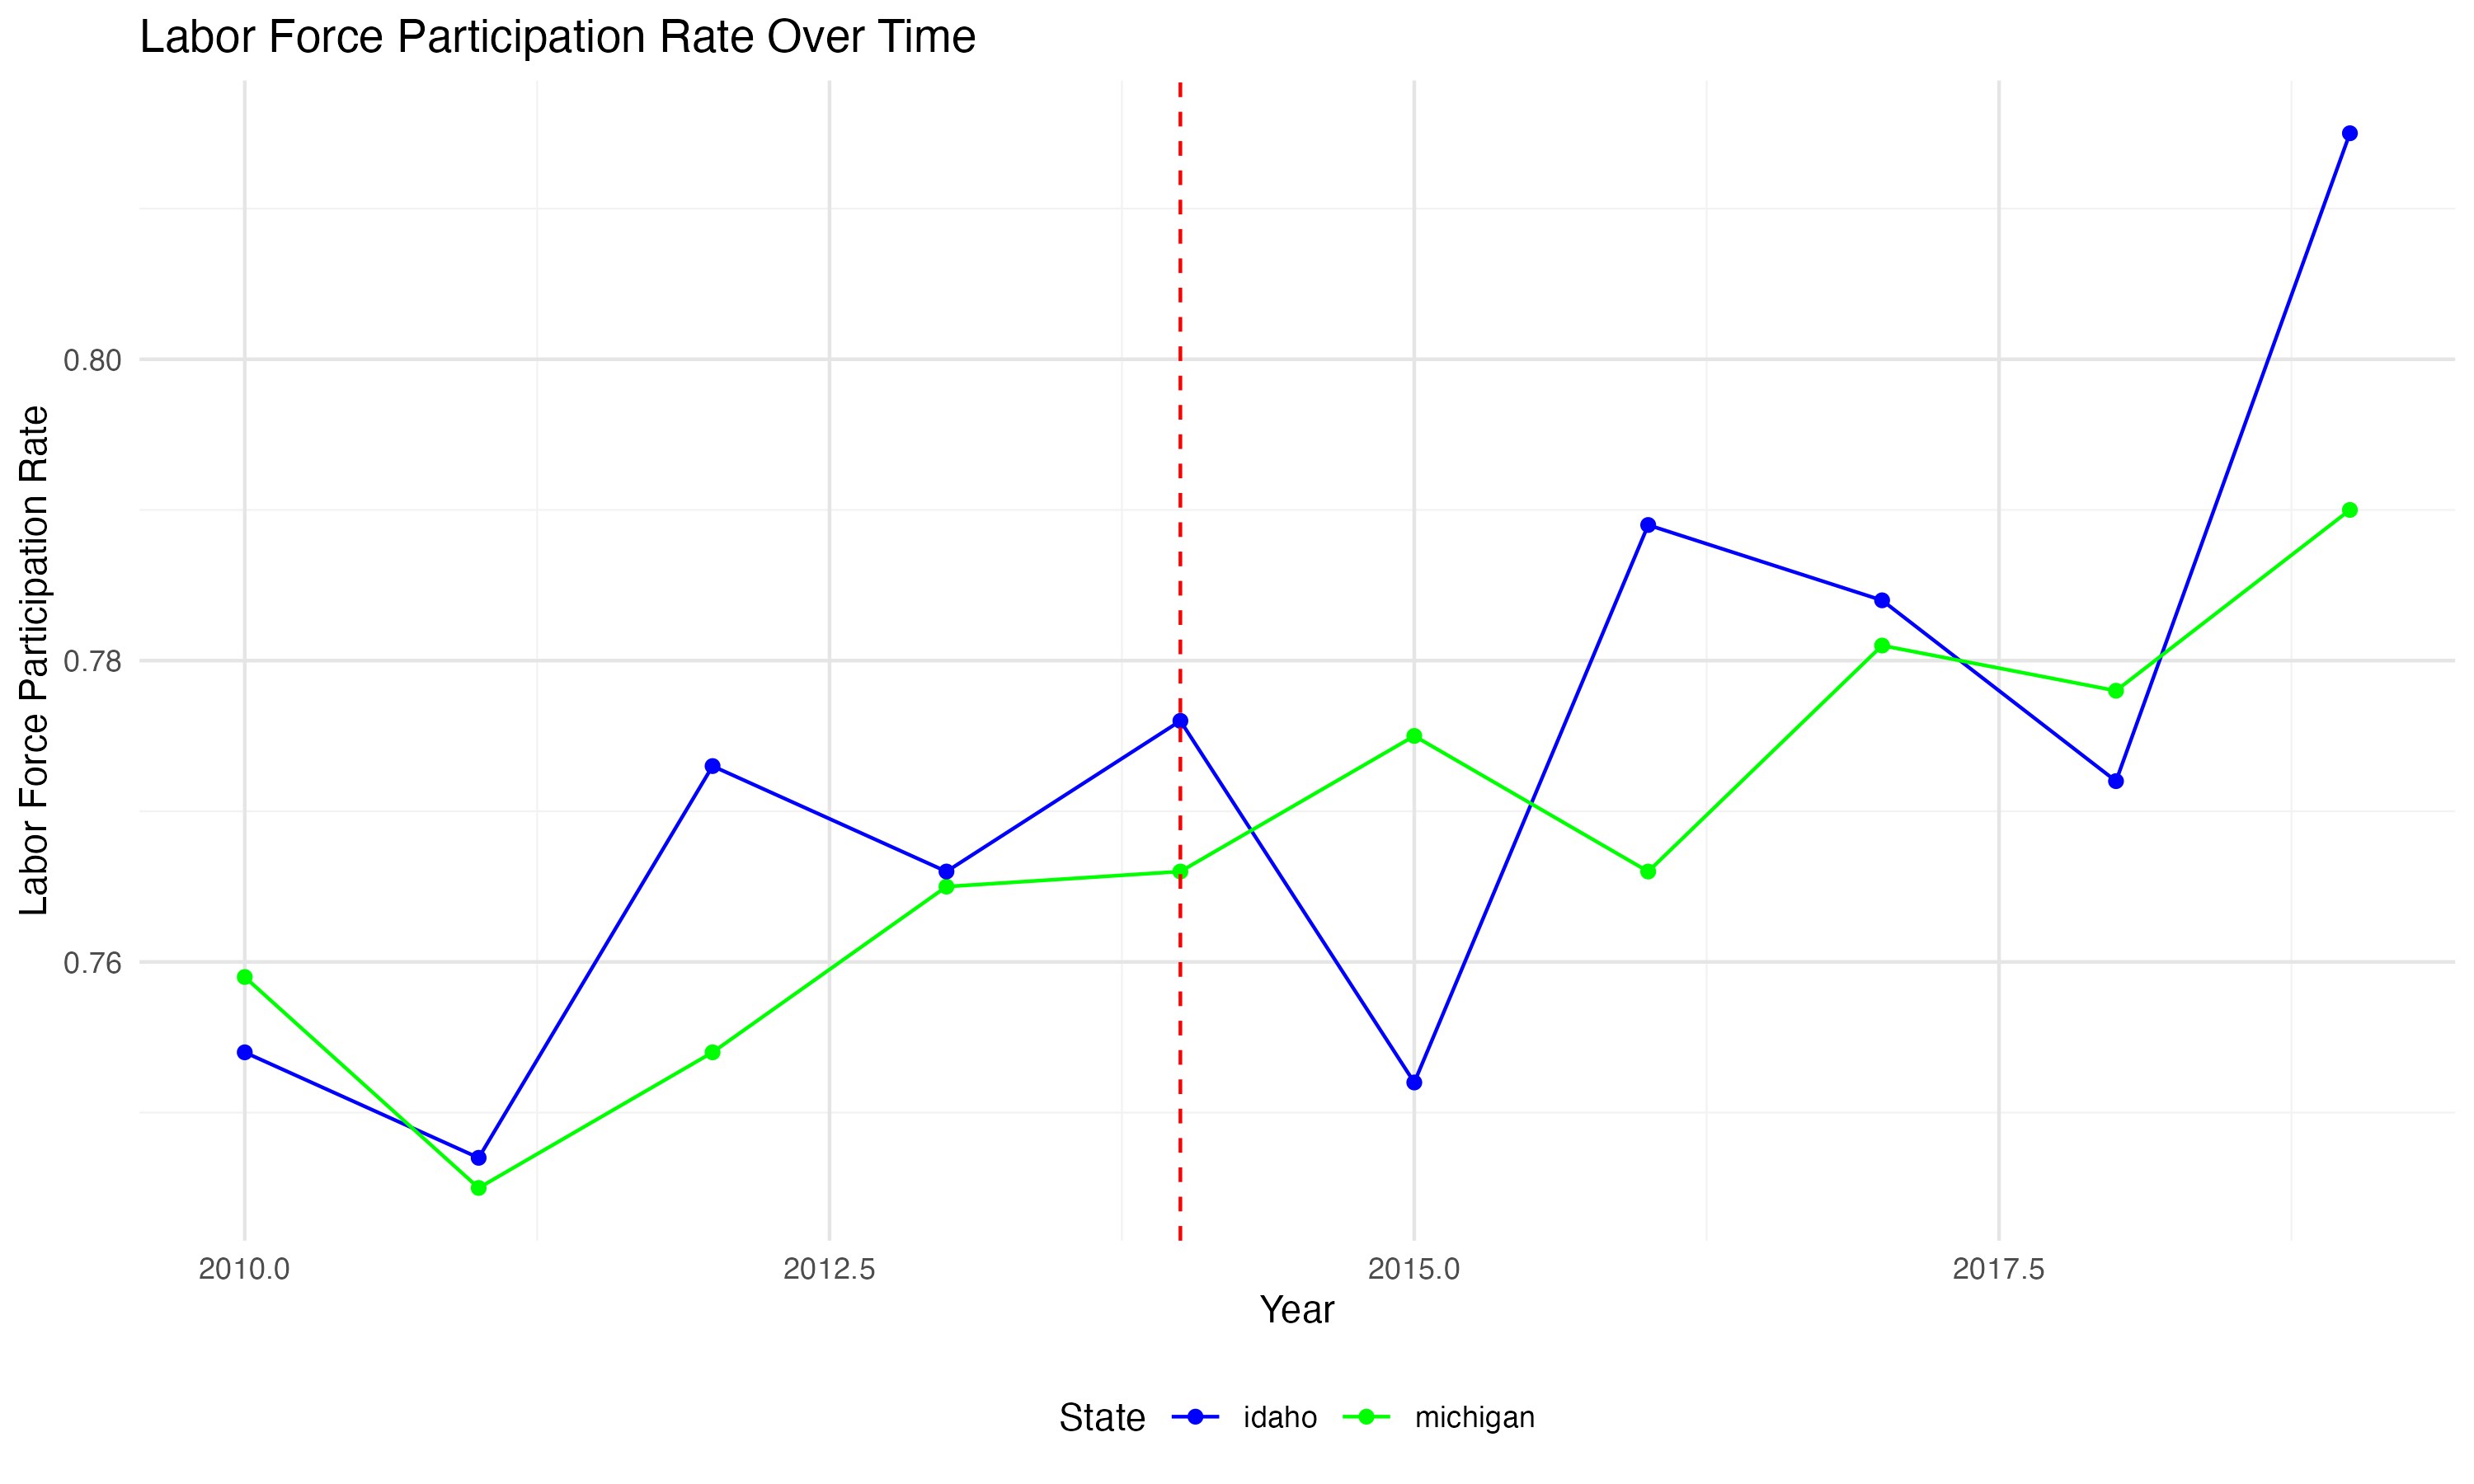 Labor Force Participation Rate Over Time
Labor Force Participation Rate
0.80
0.78
0.76
2010.0
2012.5
2015.0
2017.5
Year
State idaho michigan